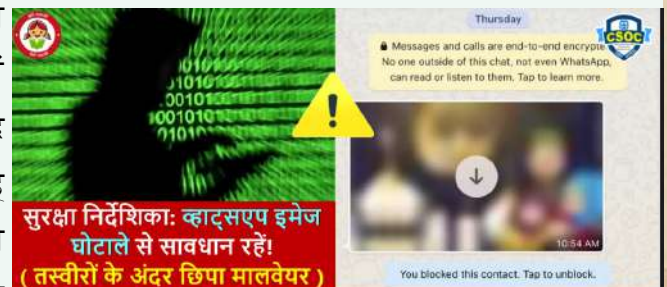 सुरक्षा निर्देशिका: व्हाट्सएप इमेज
घोटाले से सावधान रहें!
( तस्वीरों के अंदर छिपा मालवेयर )
Thursday
CSOC
Messages and calls are end-to-end encrypte
No one outside of this chat, not even WhatsApp,
can read or listen to them. Tap to learn more.
10:54 AM
You blocked this contact. Tap to unblock.